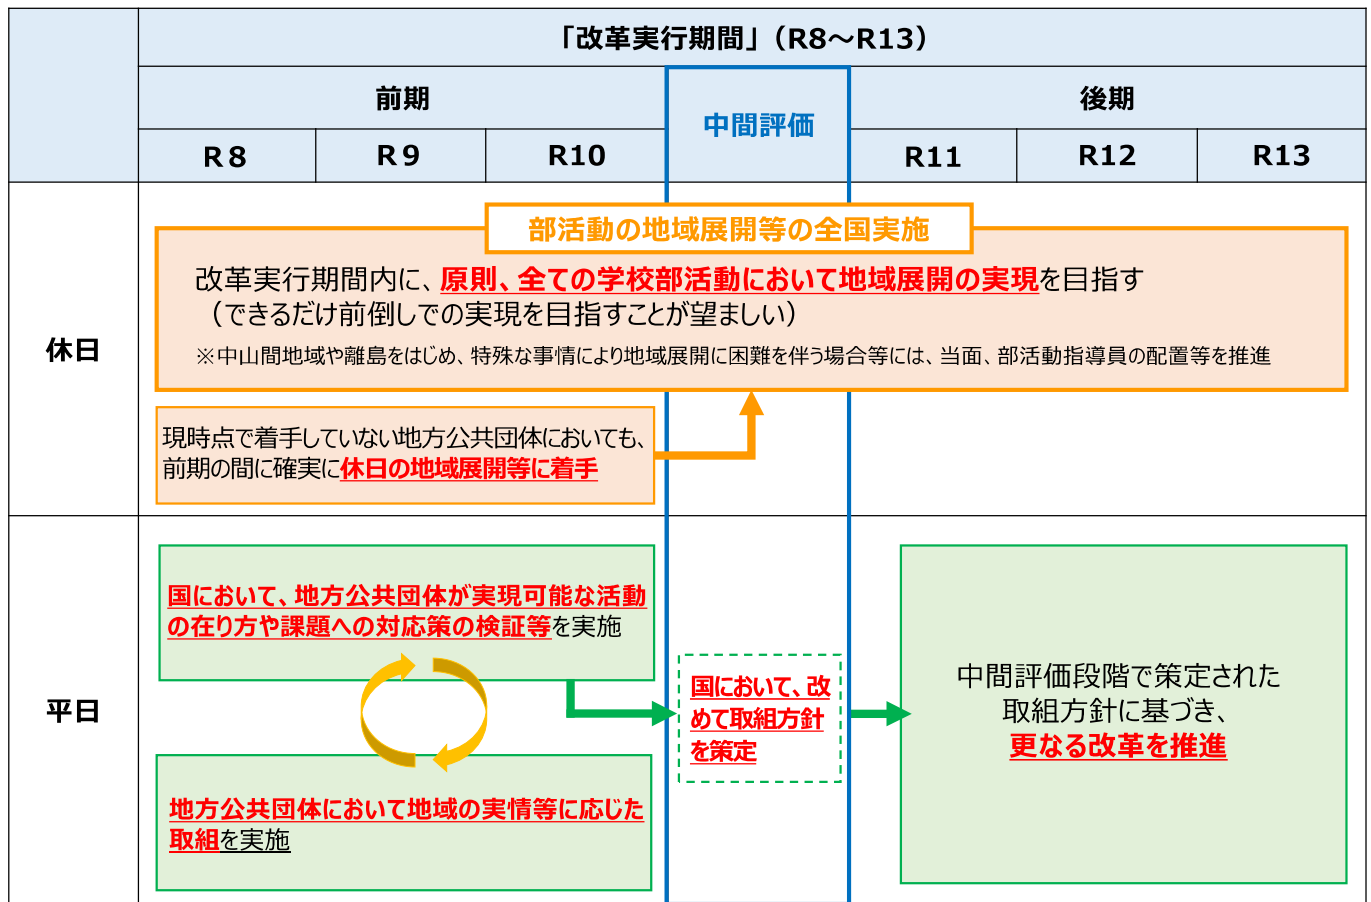 「改革実行期間」（R8～R13）
前期
中間評価
後期
R８
R９
R10
R11
R12
R13
休日
部活動の地域展開等の全国実施
改革実行期間内に、原則、全ての学校部活動において地域展開の実現を目指す
（できるだけ前倒しでの実現を目指すことが望ましい）
※中山間地域や離島をはじめ、特殊な事情により地域展開に困難を伴う場合等には、当面、部活動指導員の配置等を推進
現時点で着手していない地方公共団体においても、
前期の間に確実に休日の地域展開等に着手
平日
国において、地方公共団体が実現可能な活動
の在り方や課題への対応策の検証等を実施
地方公共団体において地域の実情等に応じた
取組を実施
国において、改
めて取組方針
を策定
中間評価段階で策定された
取組方針に基づき、
更なる改革を推進